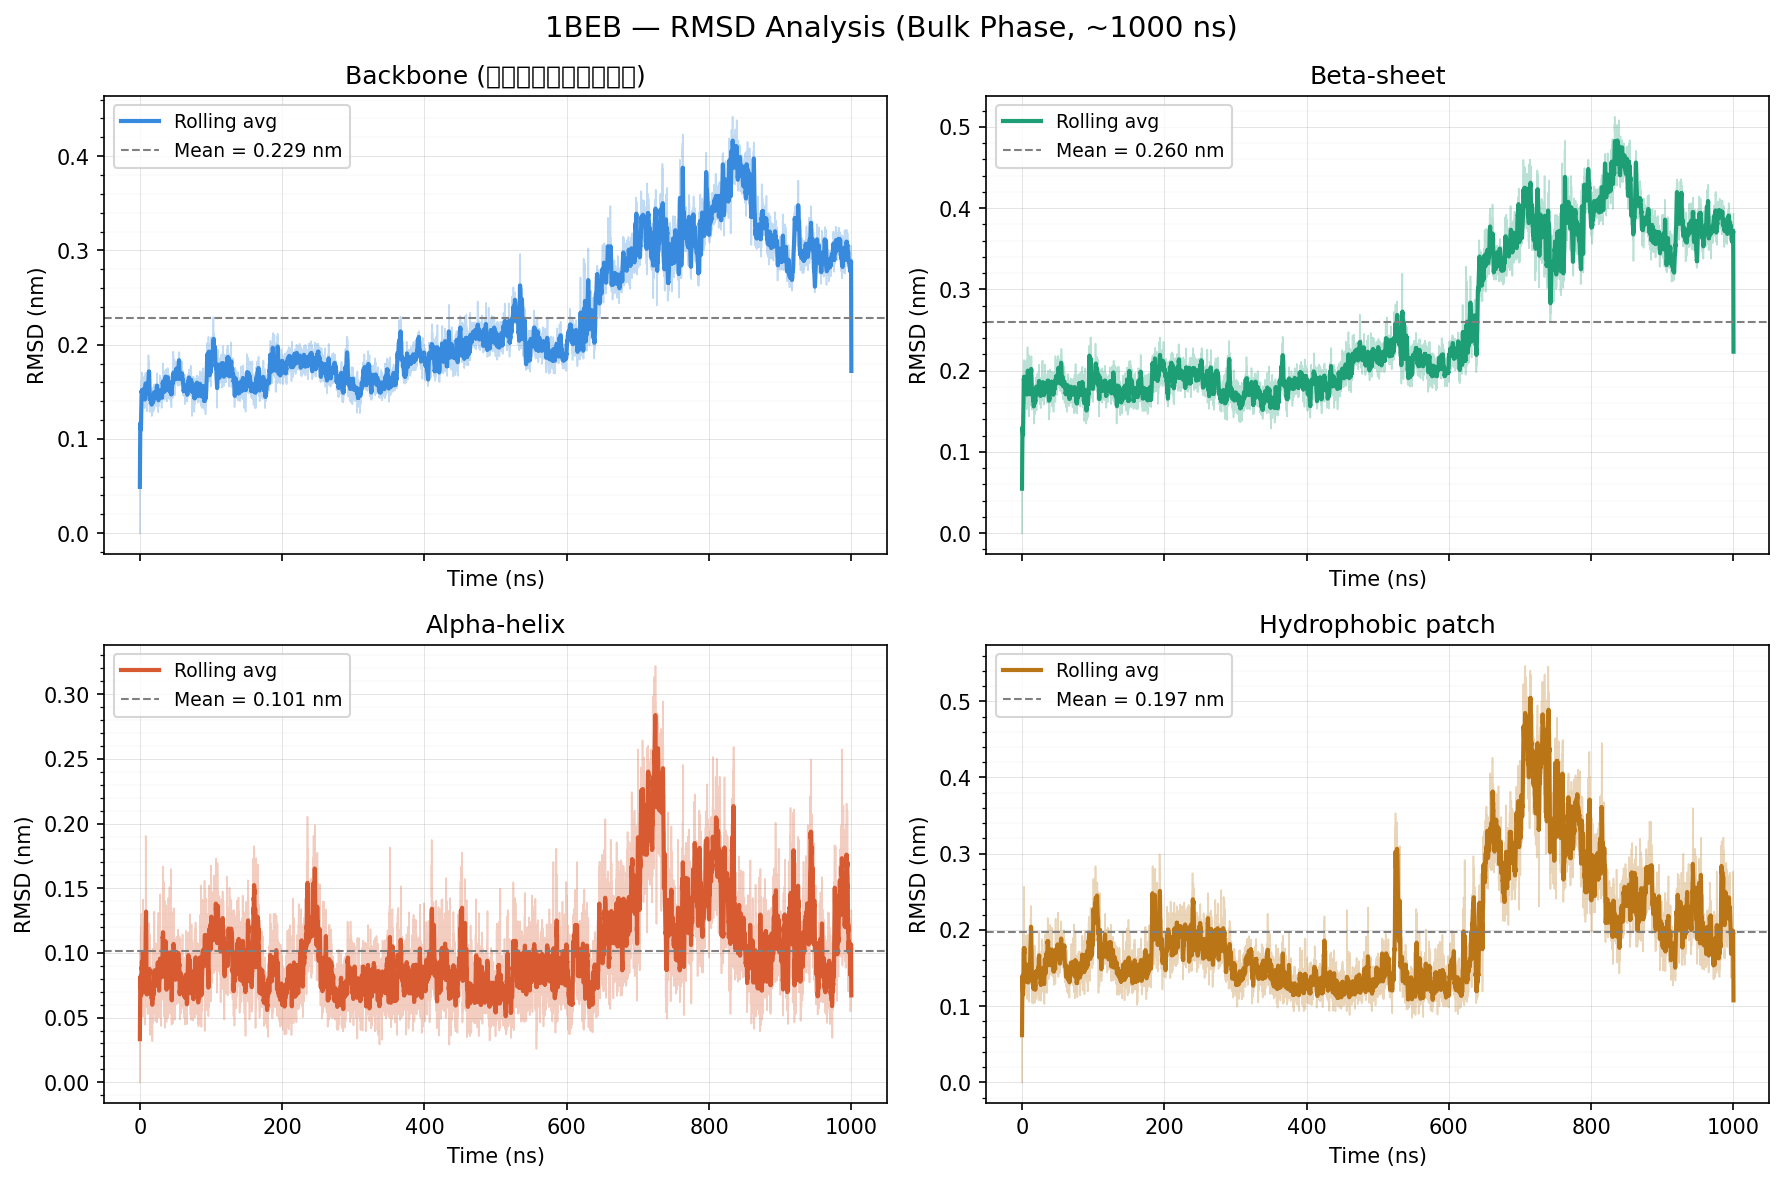 1BEB — RMSD Analysis (Bulk Phase, ~1000 ns)
Backbone (
)
Rolling avg
Mean = 0.229 nm
RMSD (nm)
0.4
0.3
0.2
0.1
0.0
Time (ns)
Beta-sheet
Rolling avg
Mean = 0.260 nm
RMSD (nm)
0.5
0.4
0.3
0.2
0.1
0.0
Time (ns)
Alpha-helix
Rolling avg
Mean = 0.101 nm
RMSD (nm)
0.30
0.25
0.20
0.15
0.10
0.05
0.00
0 200 400 600 800 1000
Time (ns)
Hydrophobic patch
Rolling avg
Mean = 0.197 nm
RMSD (nm)
0.5
0.4
0.3
0.2
0.1
0.0
0 200 400 600 800 1000
Time (ns)